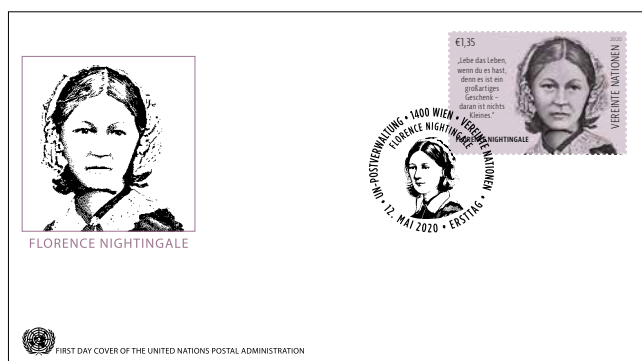 €1,35
2020
„Lebe das Leben,
wenn du es hast,
denn es ist ein
großartiges
Geschenk –
daran ist nichts
Kleines.“
FLORENCE NIGHTINGALE
VEREINTE NATIONEN
UN-POSTVERWALTUNG • 1400 WIEN • VEREINTE NATIONEN •
FLORENCE NIGHTINGALE
• 12. MAI 2020 • ERSTTAG •
FLORENCE NIGHTINGALE
FIRST DAY COVER OF THE UNITED NATIONS POSTAL ADMINISTRATION